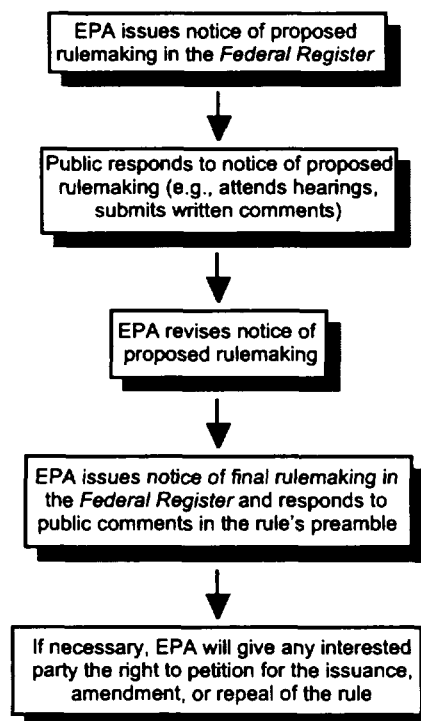 EPA issues notice of proposed
rulemaking in the Federal Register
Public responds to notice of proposed
rulemaking (e.g., attends hearings,
submits written comments)
EPA revises notice of
proposed rulemaking
EPA issues notice of final rulemaking in
the Federal Register and responds to
public comments in the rule's preamble
If necessary, EPA will give any interested
party the right to petition for the issuance,
amendment, or repeal of the rule